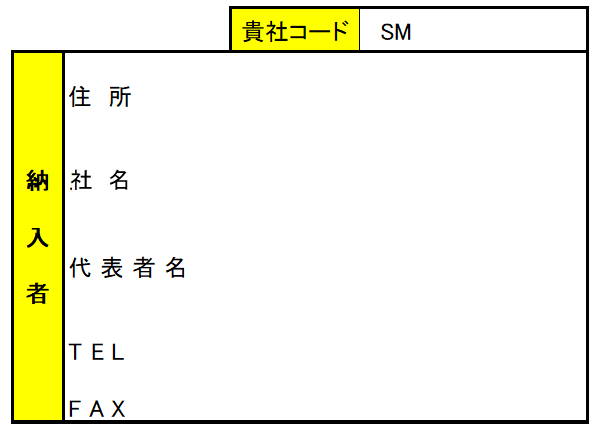 貴社コード SM
納入者
住 所
社 名
代 表 者 名
T E L
F A X